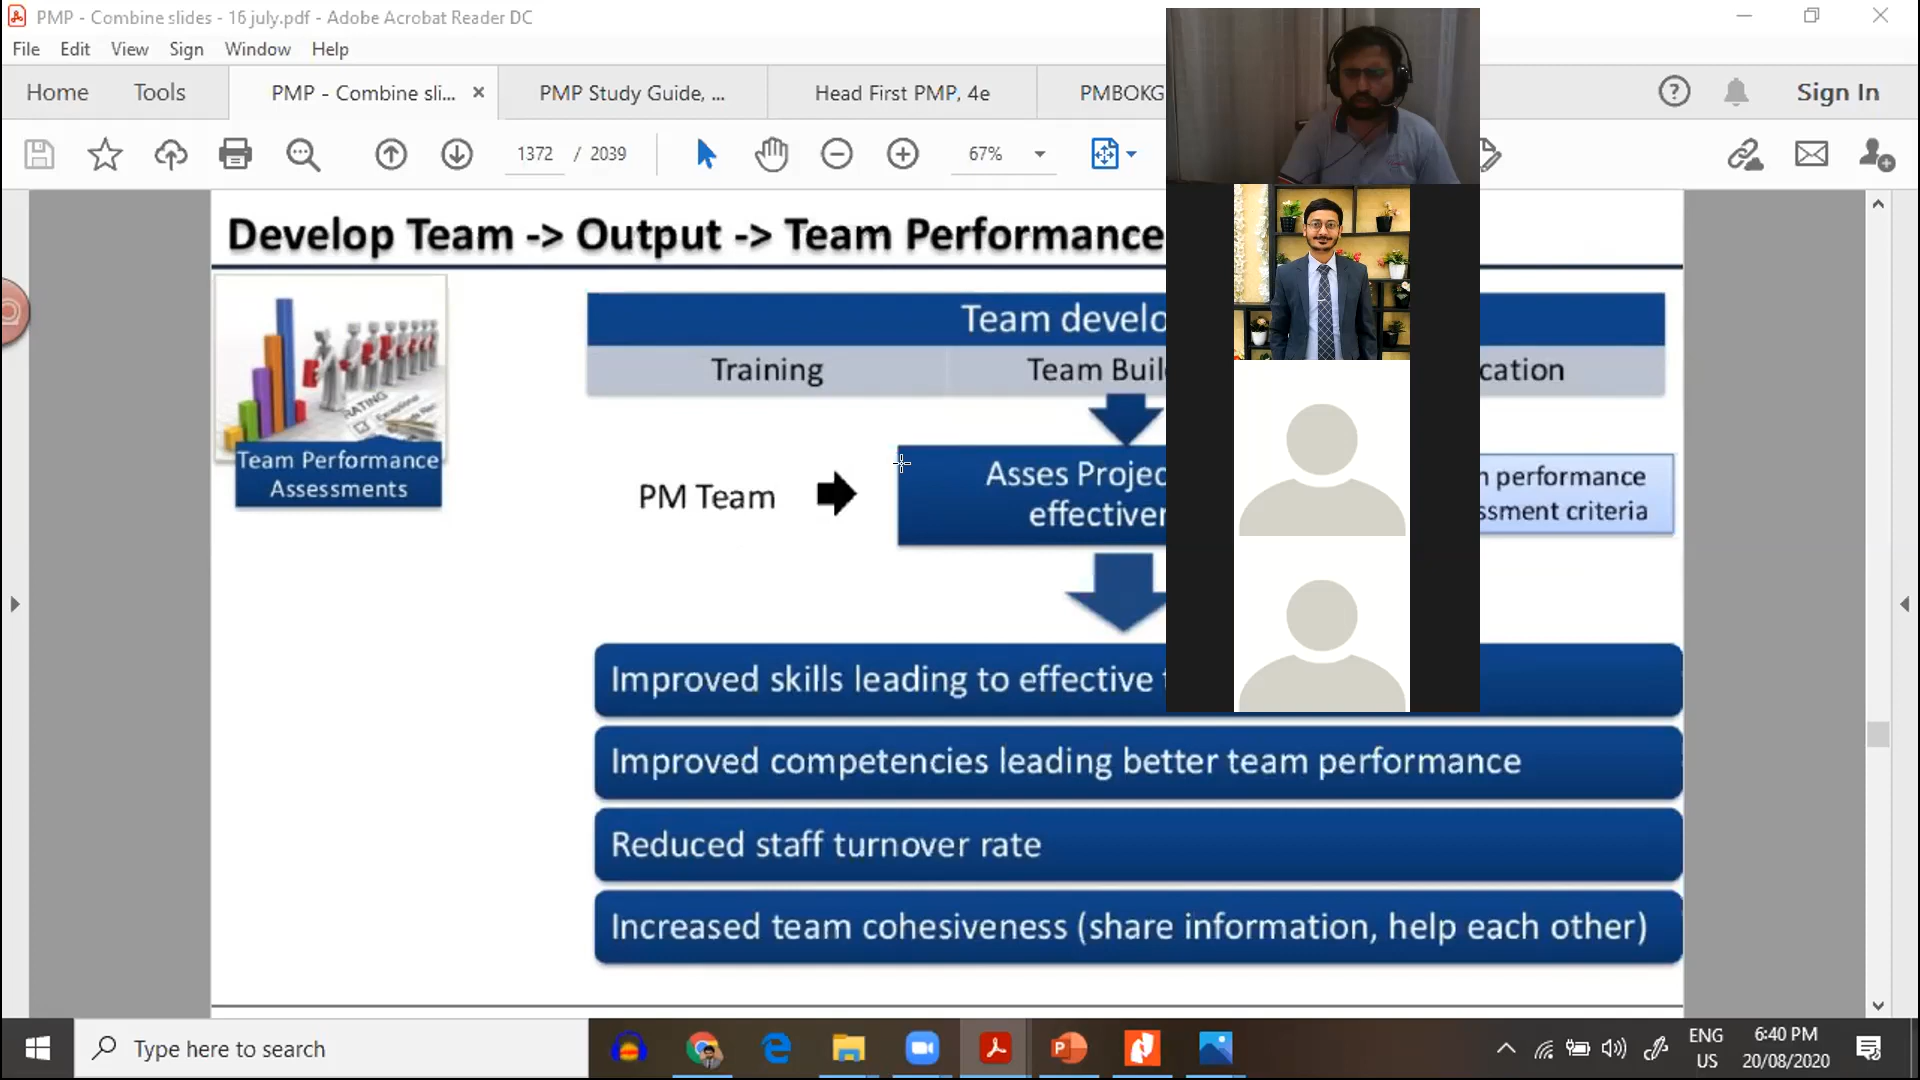 PMP - Combine slides - 16 july.pdf - Adobe Acrobat Reader DC
File Edit View Sign Window Help
Home Tools PMP - Combine sli... PMP Study Guide, ... Head First PMP, 4e PMBOKG Sign In
1372 / 2039 67%
Develop Team -> Output -> Team Performance
Team develo
Training Team Buil cation
RATING
Team Performance
Assessments
PM Team
Asses Projec
effectiver
performance
ssment criteria
Improved skills leading to effective
Improved competencies leading better team performance
Reduced staff turnover rate
Increased team cohesiveness (share information, help each other)
Type here to search
ENG
US
6:40 PM
20/08/2020